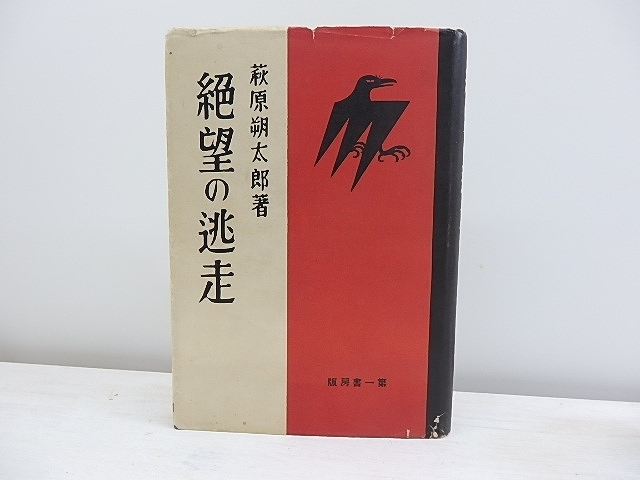 萩原朔太郎著
絶望の逃走
版房書一第